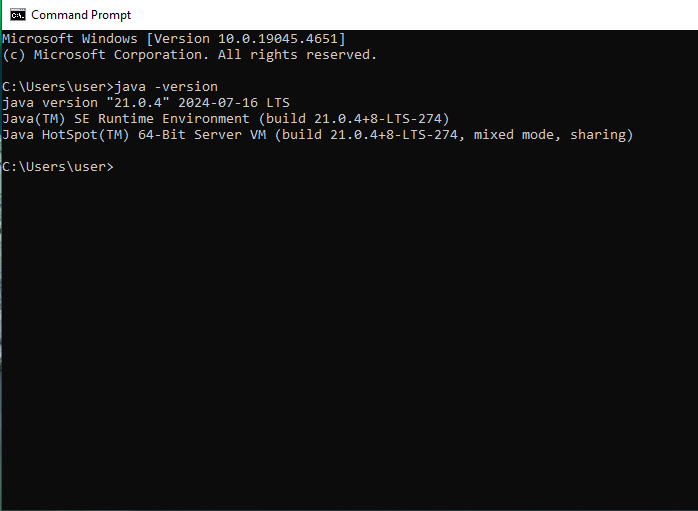 Command Prompt
Microsoft Windows [Version 10.0.19045.4651]
(c) Microsoft Corporation. All rights reserved.
C:\Users\user>java -version
java version "21.0.4" 2024-07-16 LTS
Java(TM) SE Runtime Environment (build 21.0.4+8-LTS-274)
Java HotSpot(TM) 64-Bit Server VM (build 21.0.4+8-LTS-274, mixed mode, sharing)
C:\Users\user>